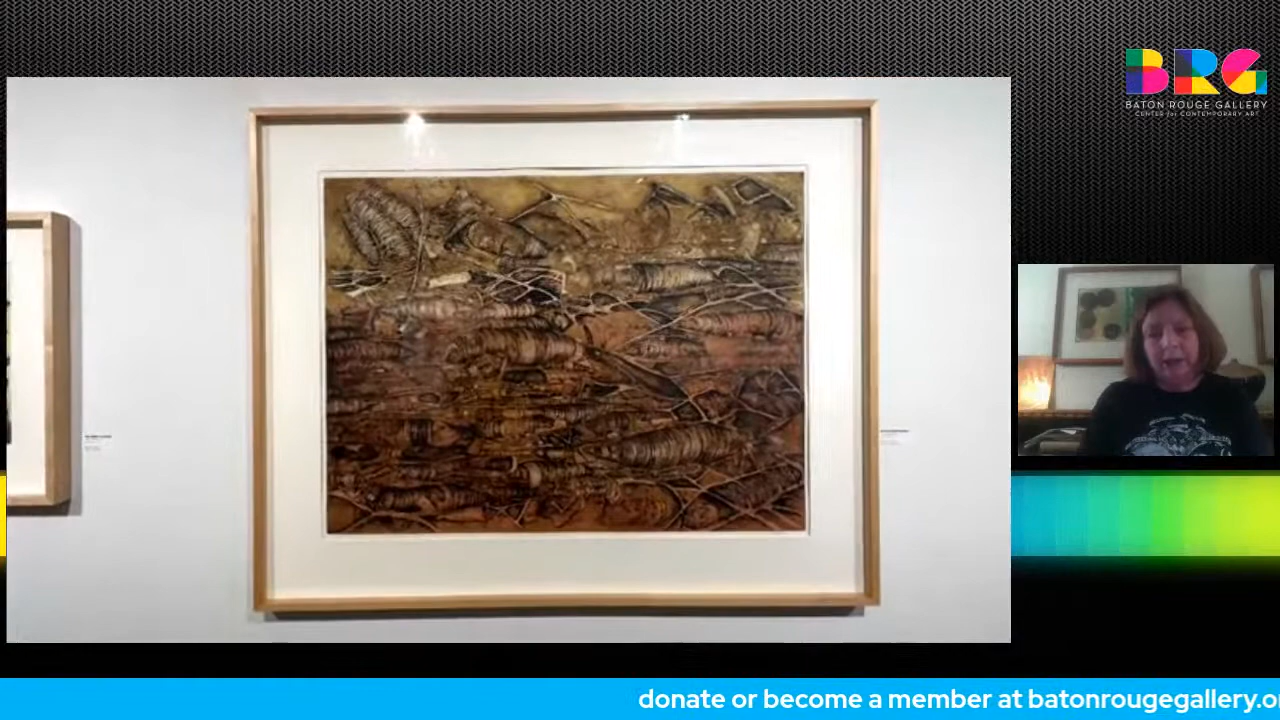 BRG
BATON ROUGE GALLERY
CENTER for CONTEMPORARY ART
donate or become a member at batonrougegallery.o